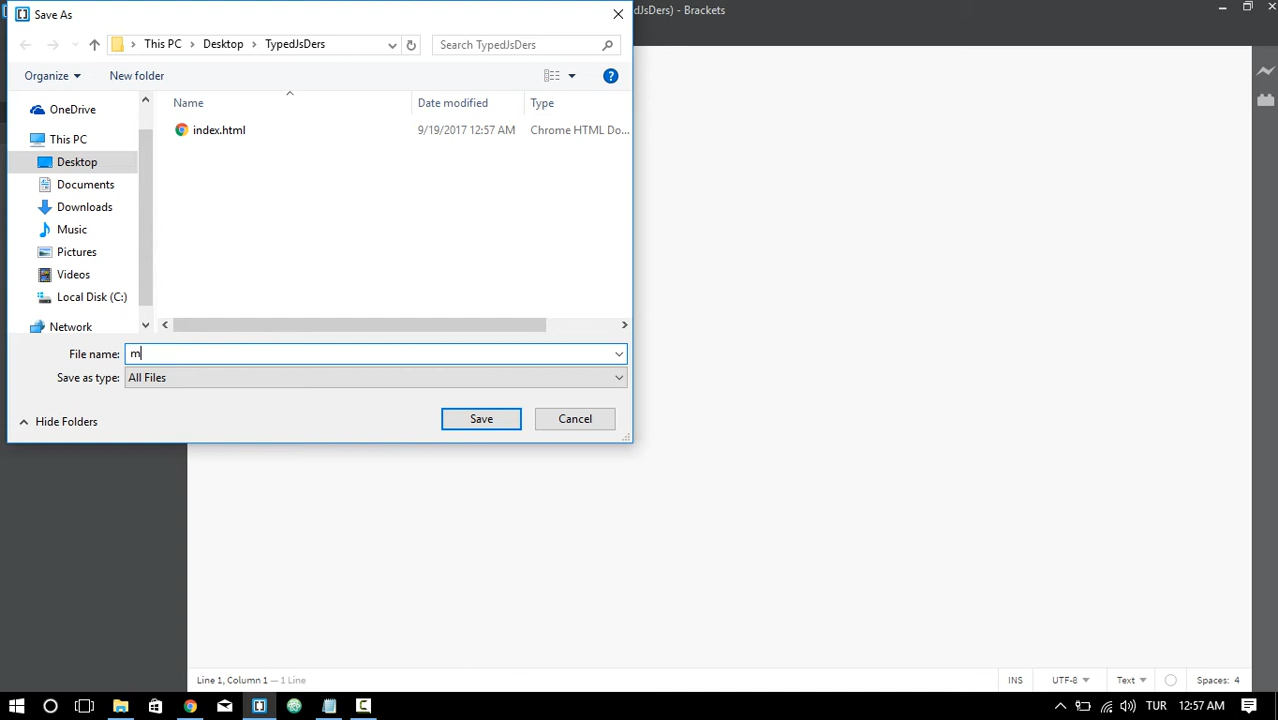 Save As
dJsDers) - Brackets
This PC
Desktop
TypedJsDers
Search TypedJsDers
Organize
New folder
Name
Date modified
Type
OneDrive
index.html
9/19/2017 12:57 AM
Chrome HTML Do...
This PC
Desktop
Documents
Downloads
Music
Pictures
Videos
Local Disk (C:)
Network
File name:
m
Save as type:
All Files
Hide Folders
Save
Cancel
Line 1, Column 1 — 1 Line
INS
UTF-8
Text
Spaces: 4
TUR
12:57 AM